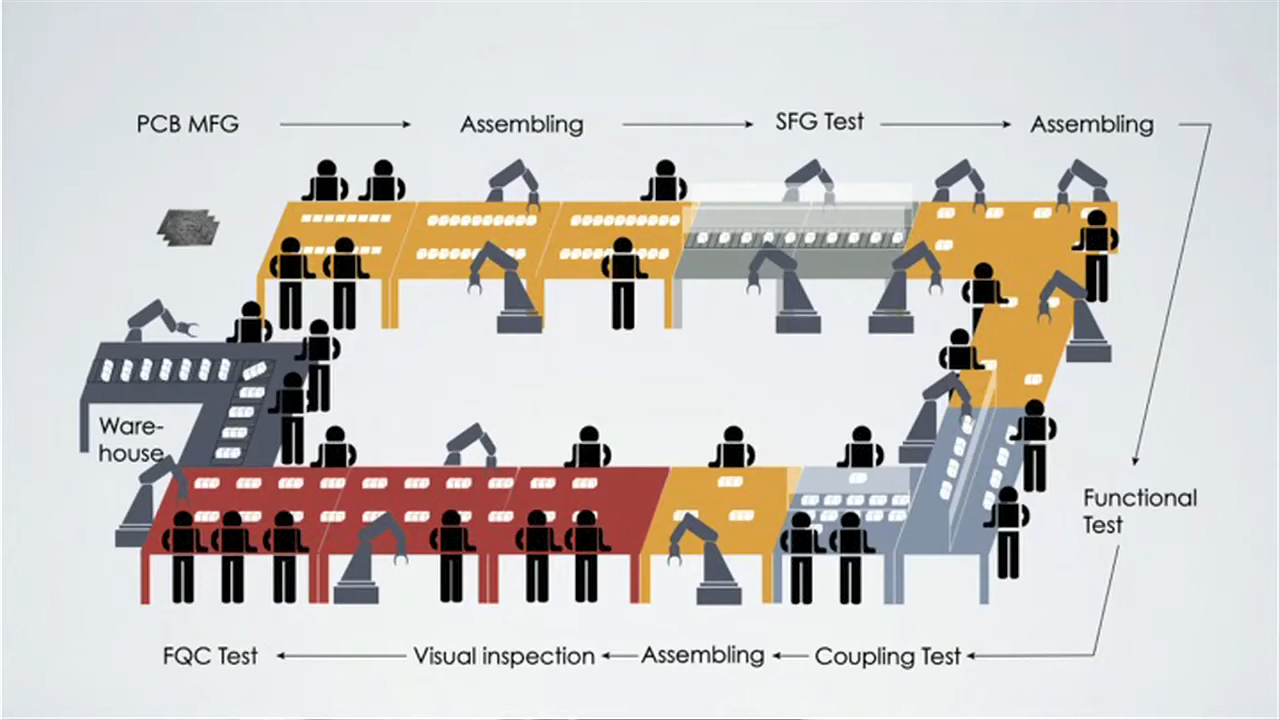 PCB MFG
Assembling
SFG Test
Assembling
Functional
Test
Coupling Test
Assembling
Visual inspection
FQC Test
Ware-
house